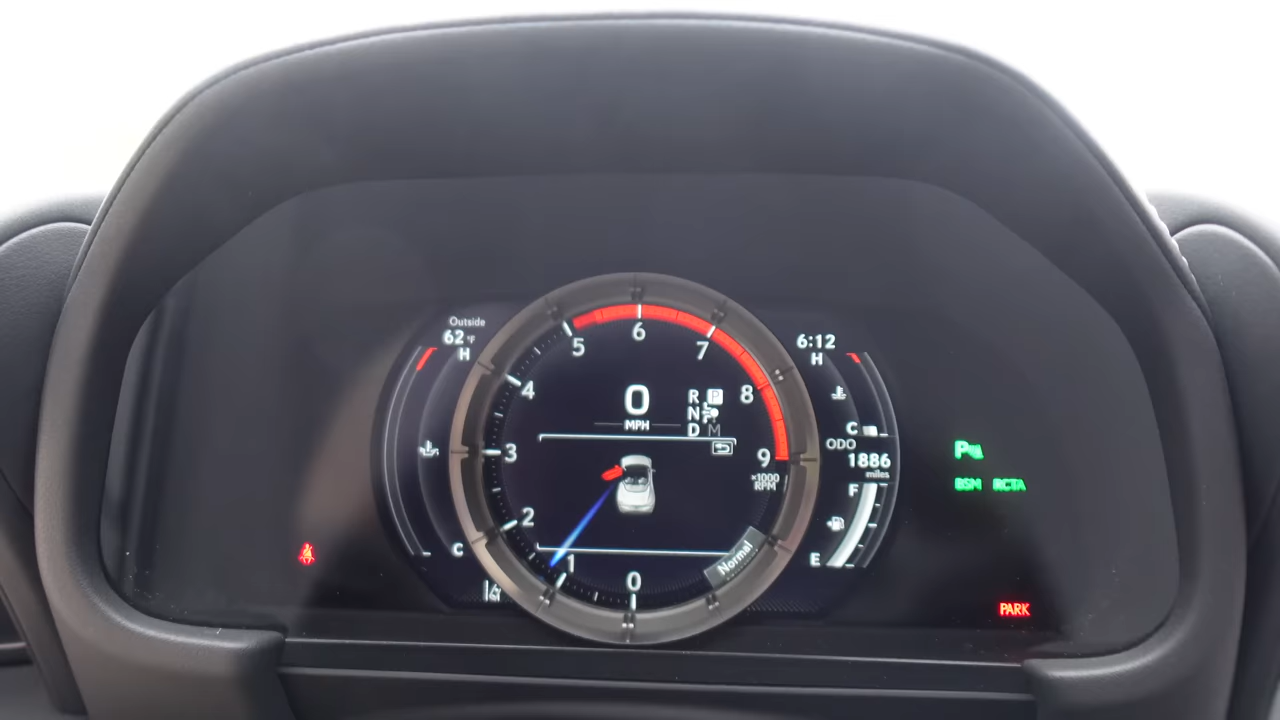 Outside
62°F
H
C
5
6
7
4
8
3
9
2
1
0
x1000
RPM
0
MPH
R P
N
D M
Normal
6:12
H
C
ODO
1886
miles
F
E
BSM RCTA
PARK